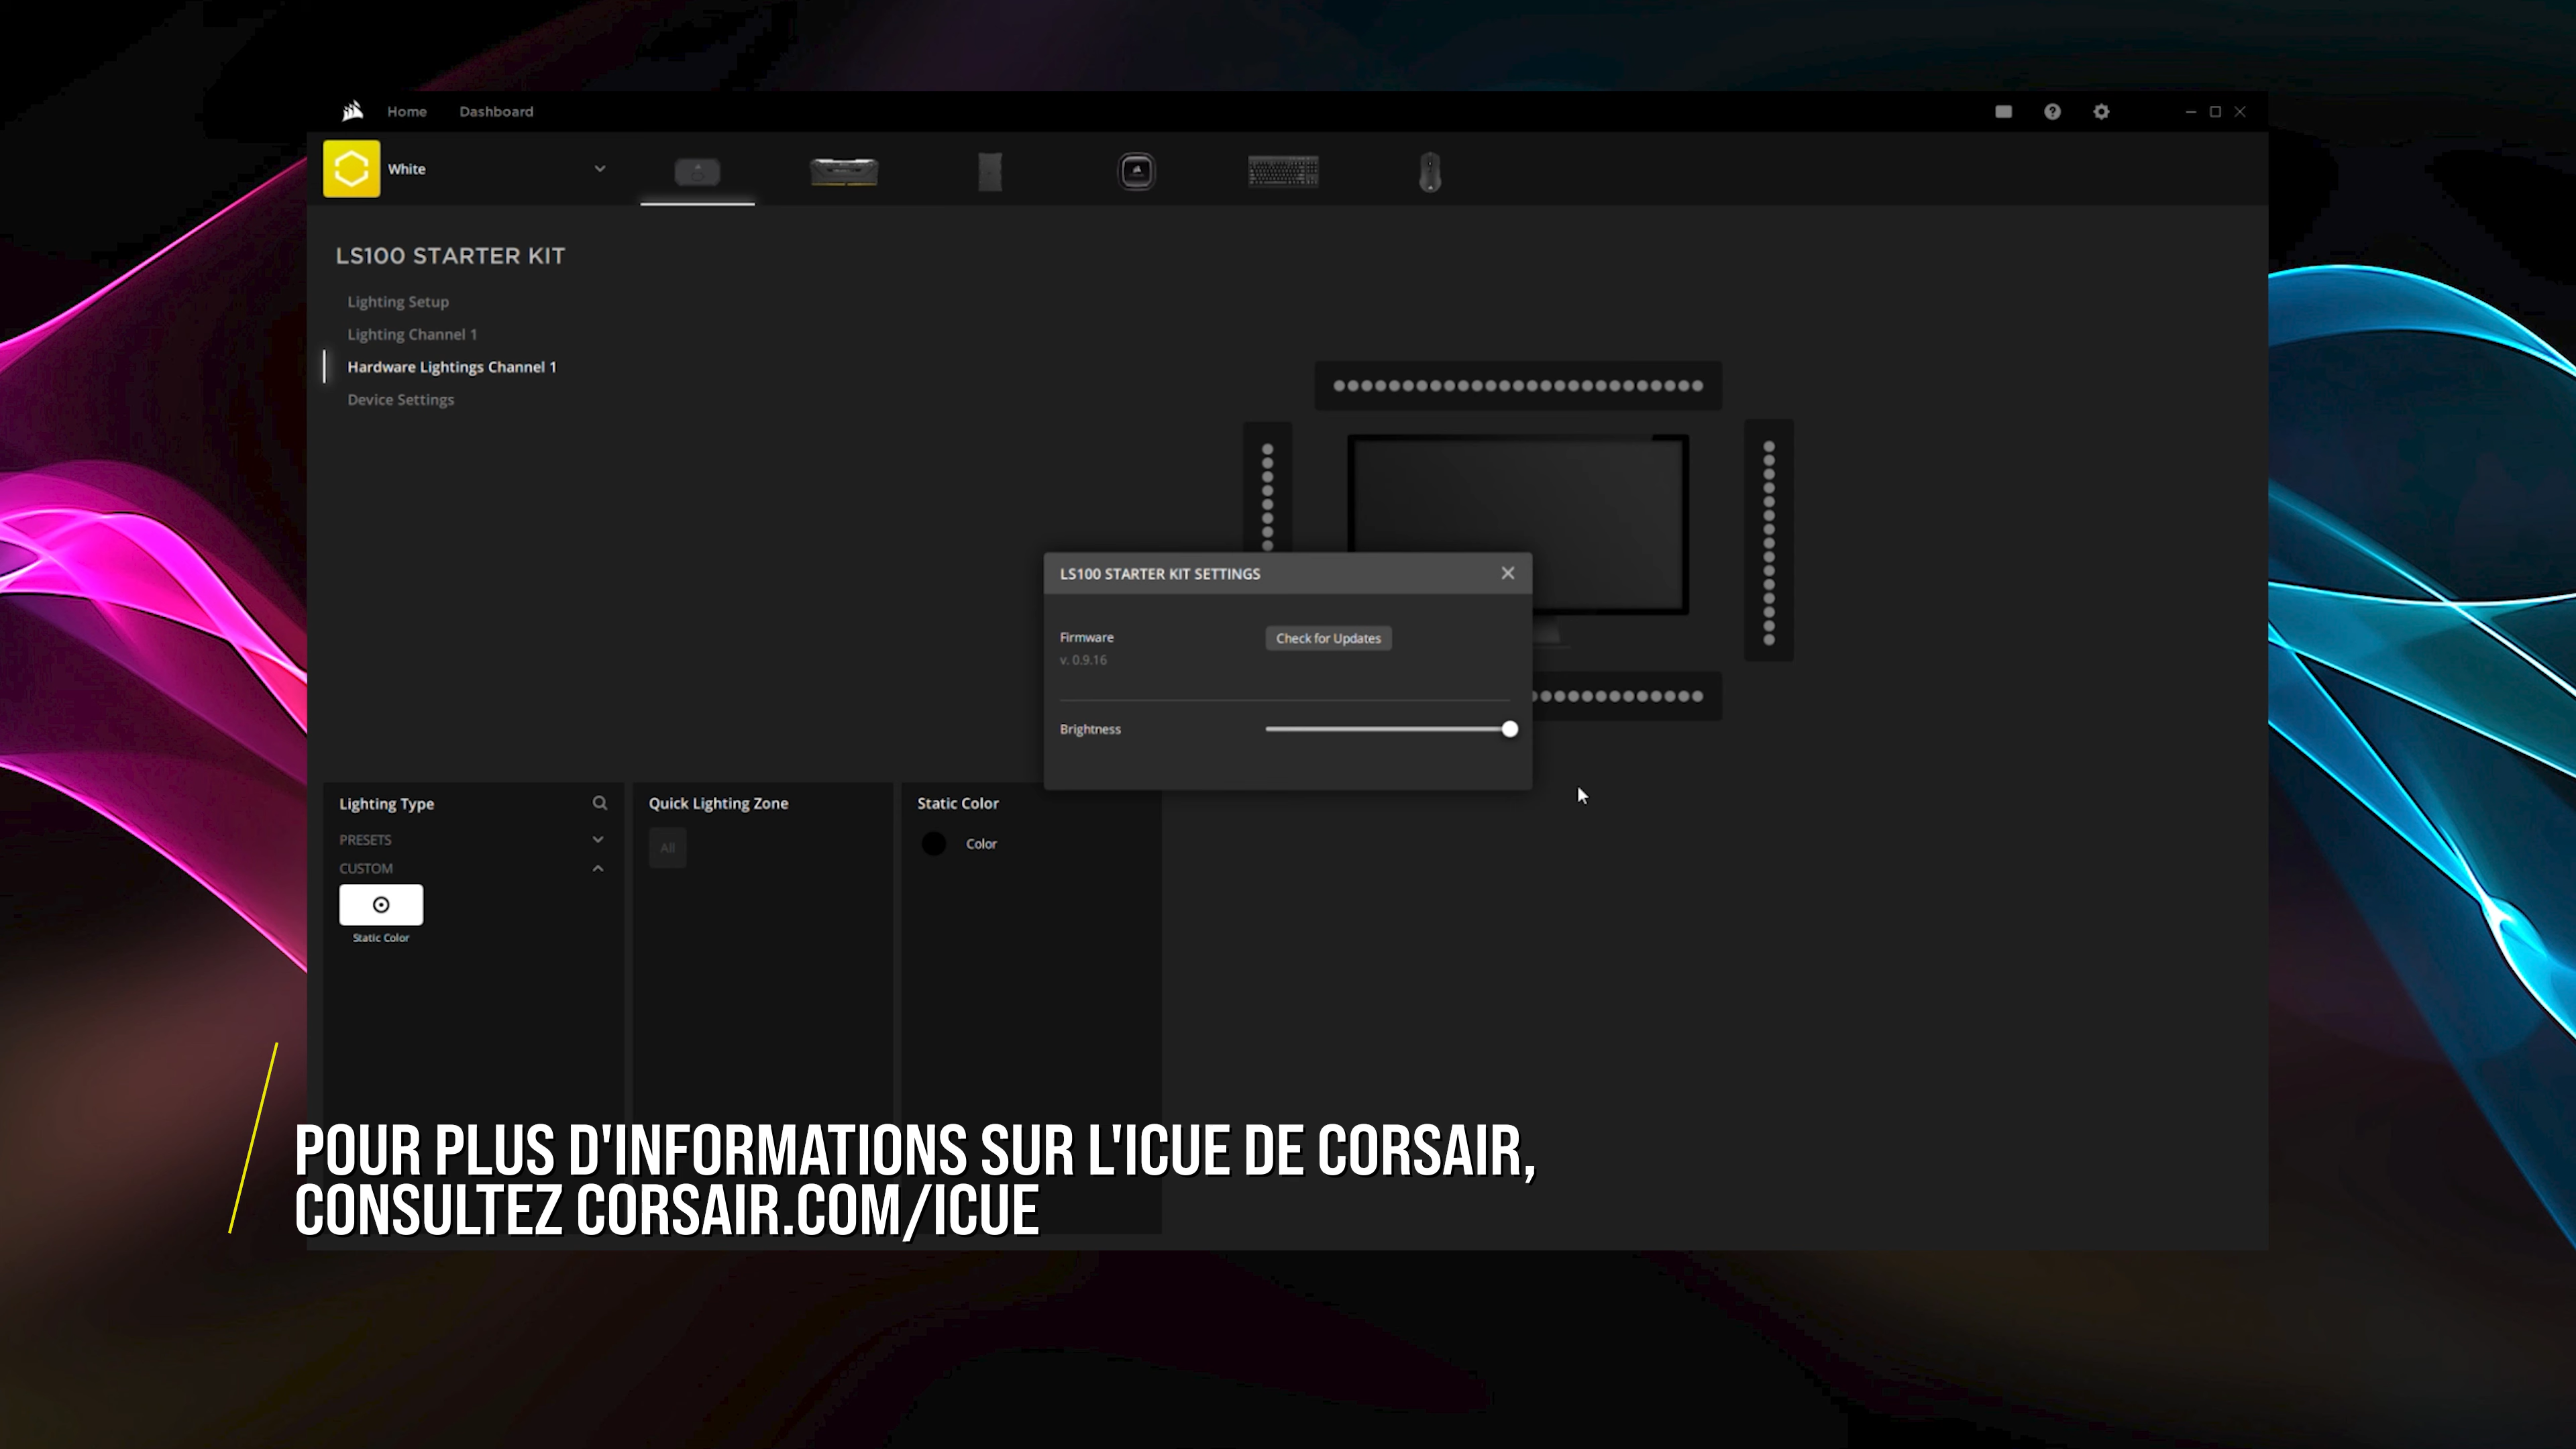 Home
Dashboard
White
LS100 STARTER KIT
Lighting Setup
Lighting Channel 1
Hardware Lightings Channel 1
Device Settings
LS100 STARTER KIT SETTINGS
Firmware
Check for Updates
v. 0.9.16
Brightness
Lighting Type
PRESETS
CUSTOM
Static Color
Quick Lighting Zone
All
Static Color
Color
POUR PLUS D'INFORMATIONS SUR L'ICUE DE CORSAIR,
CONSULTEZ CORSAIR.COM/ICUE